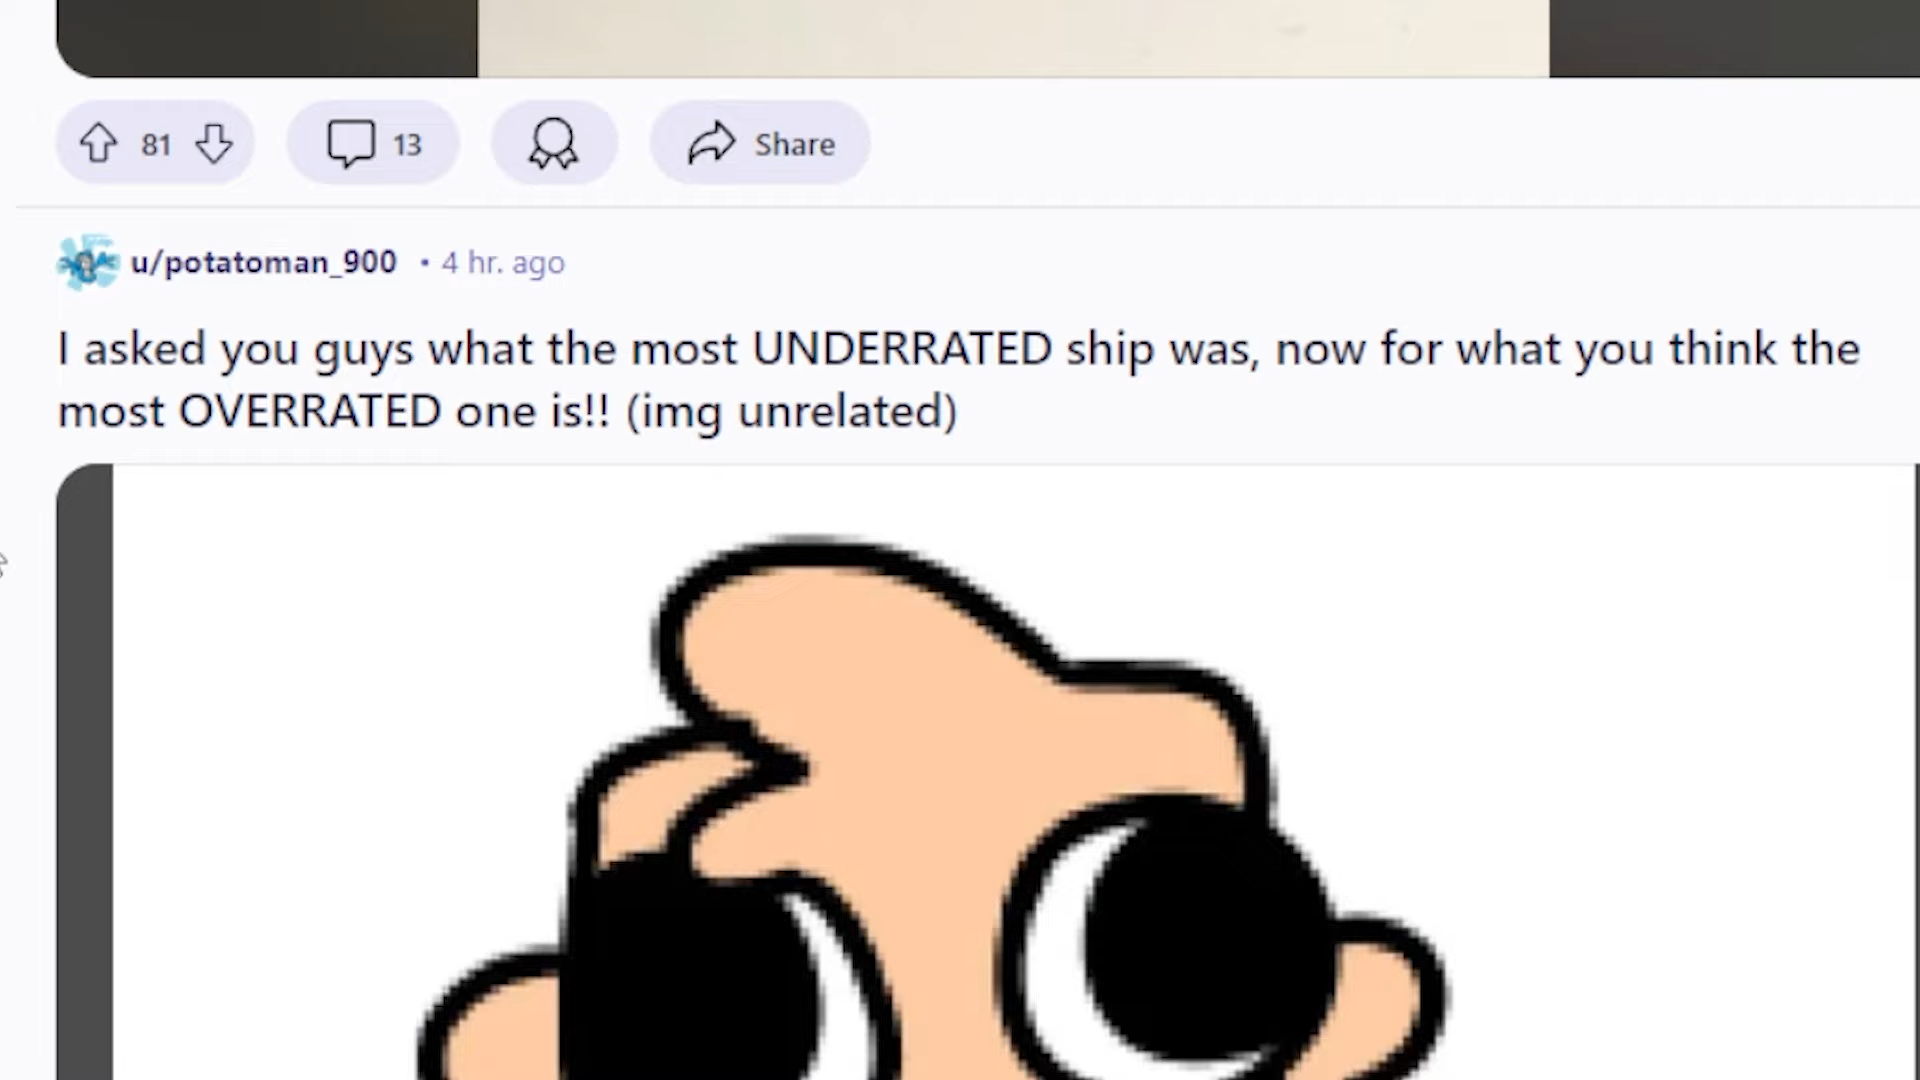 81 13 Share
u/potatoman_900 • 4 hr. ago
I asked you guys what the most UNDERRATED ship was, now for what you think the
most OVERRATED one is!! (img unrelated)